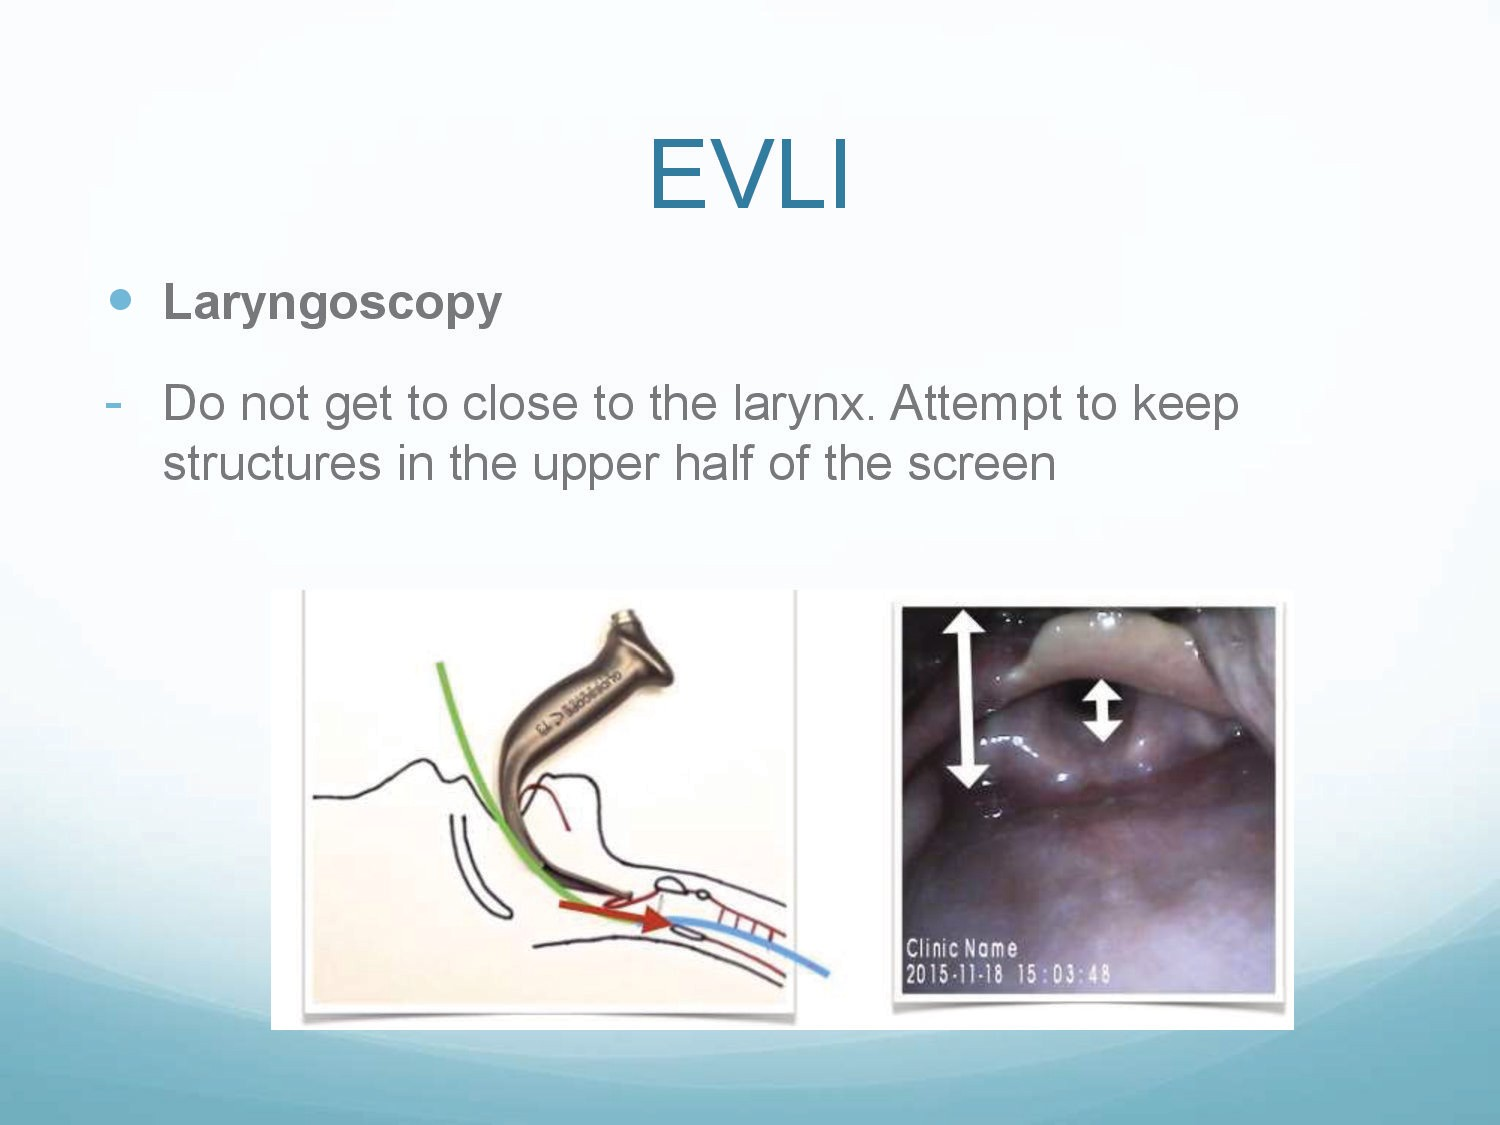 EVLI
Laryngoscopy
- Do not get to close to the larynx. Attempt to keep
structures in the upper half of the screen
Clinic Name
2015-11-18 15:03:48